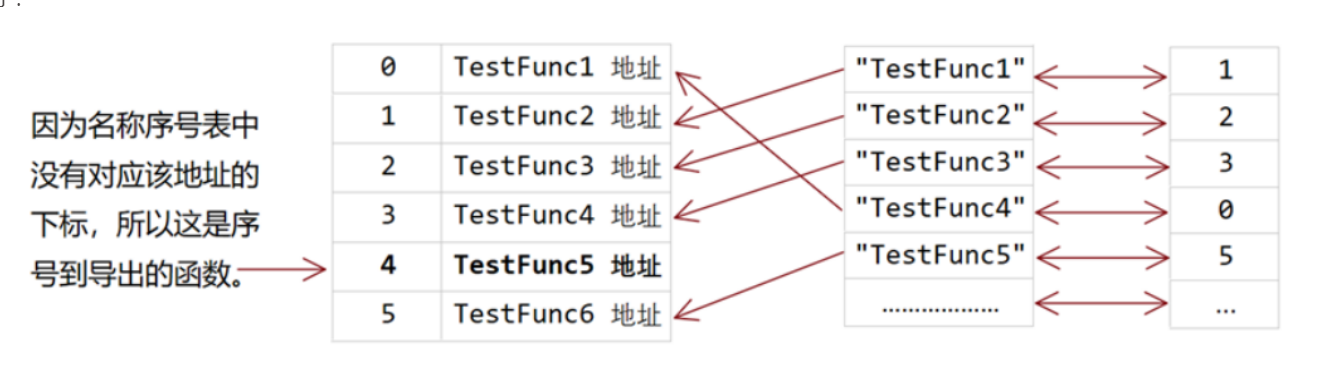 因为名称序号表中
没有对应该地址的
下标，所以这是序
号到导出的函数。
0 TestFunc1 地址
1 TestFunc2 地址
2 TestFunc3 地址
3 TestFunc4 地址
4 TestFunc5 地址
5 TestFunc6 地址
"TestFunc1" 1
"TestFunc2" 2
"TestFunc3" 3
"TestFunc4" 0
"TestFunc5" 5
.................. ...